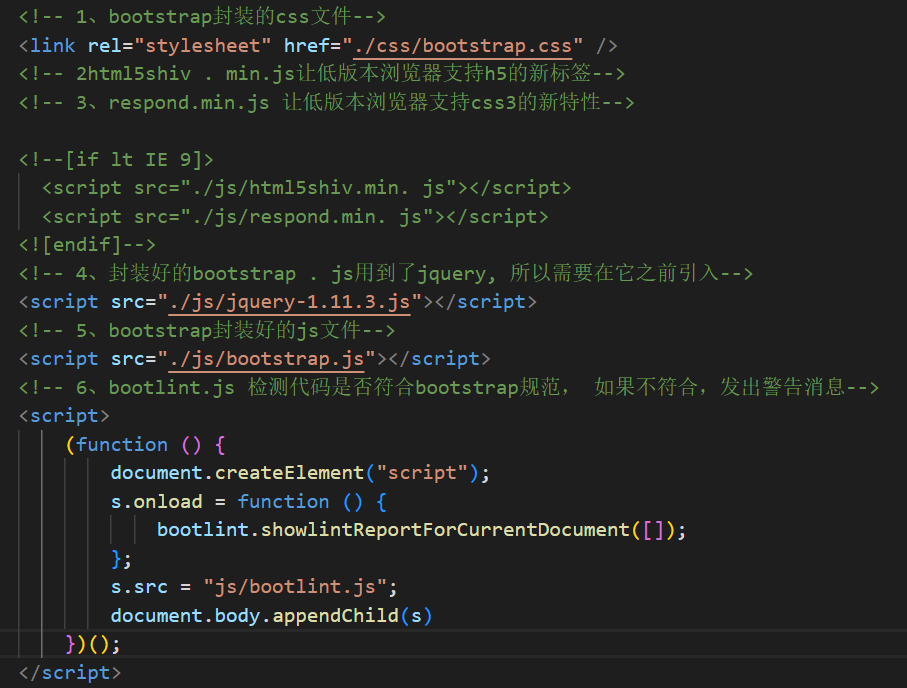 <!-- 1、bootstrap封装的css文件-->
<link rel="stylesheet" href="./css/bootstrap.css" />
<!-- 2html5shiv . min.js让低版本浏览器支持h5的新标签-->
<!-- 3、respond.min.js 让低版本浏览器支持css3的新特性-->
<!--[if lt IE 9]>
<script src="./js/html5shiv.min. js"></script>
<script src="./js/respond.min. js"></script>
<![endif]-->
<!-- 4、封装好的bootstrap . js用到了jquery, 所以需要在它之前引入-->
<script src="./js/jquery-1.11.3.js"></script>
<!-- 5、bootstrap封装好的js文件-->
<script src="./js/bootstrap.js"></script>
<!-- 6、bootlint.js 检测代码是否符合bootstrap规范， 如果不符合，发出警告消息-->
<script>
(function () {
document.createElement("script");
s.onload = function () {
bootlint.showlintReportForCurrentDocument([]);
};
s.src = "js/bootlint.js";
document.body.appendChild(s)
})();
</script>